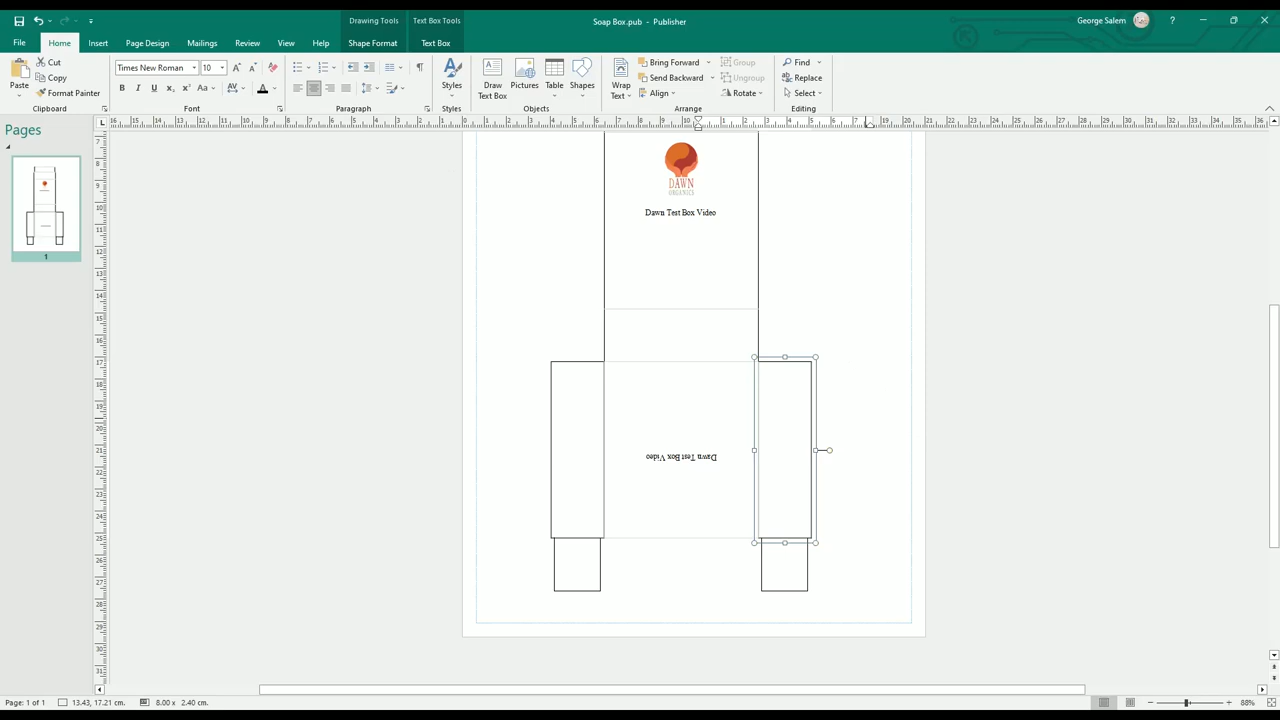 Drawing Tools
Text Box Tools
Soap Box.pub - Publisher
George Salem
?
File
Home
Insert
Page Design
Mailings
Review
View
Help
Shape Format
Text Box
Paste
Cut
Copy
Format Painter
Clipboard
Times New Roman
10
Font
Paragraph
Styles
Styles
Draw
Text Box
Pictures
Table
Shapes
Objects
Wrap
Text
Bring Forward
Send Backward
Align
Group
Ungroup
Rotate
Arrange
Find
Replace
Select
Editing
Pages
1
DAWN
ORGANICS
Dawn Test Box Video
Dawn Test Box Video
Page: 1 of 1
13.43, 17.21 cm.
8.00 x 2.40 cm.
88%